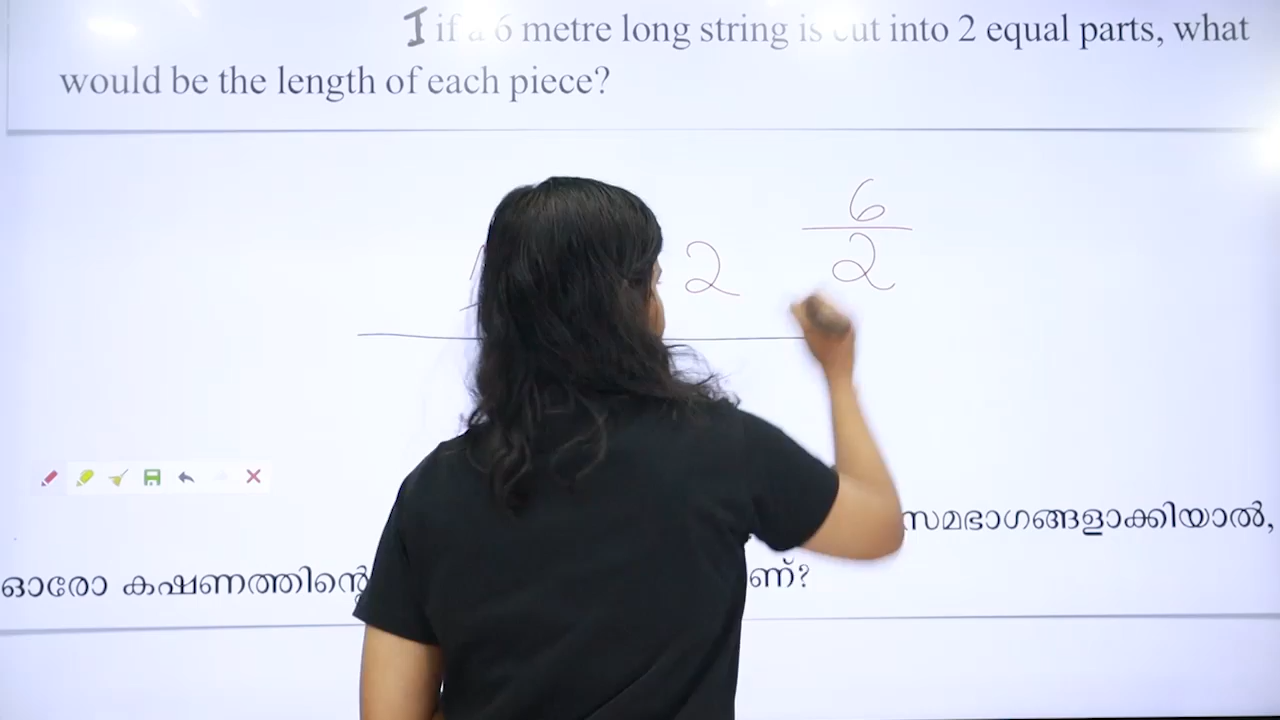 I if a 6 metre long string is cut into 2 equal parts, what
would be the length of each piece?
6
2
2
സമഭാഗങ്ങളാക്കിയാൽ,
ഓരോ കഷണത്തിന്റെ